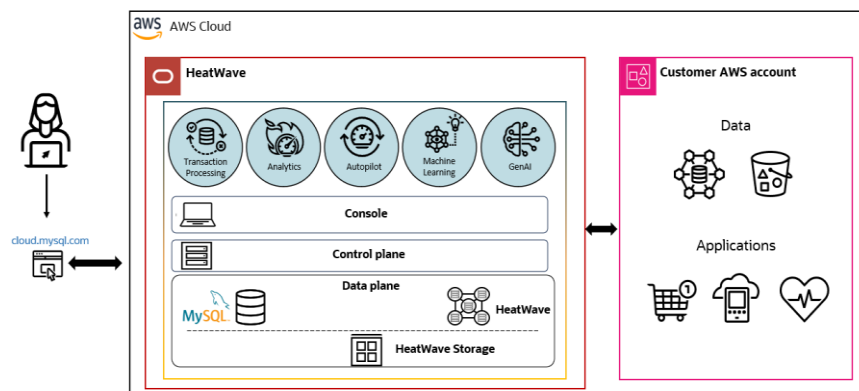 aws AWS Cloud
HeatWave
Customer AWS account
Transaction
Processing
Analytics
Autopilot
Machine
Learning
GenAI
Data
cloud.mysql.com
Console
Control plane
Data plane
MySQL
HeatWave
HeatWave Storage
Applications
1